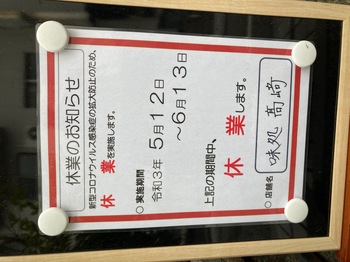 休業のお知らせ
新型コロナウイルス感染症の拡大防止のため、
休　業を実施します。
○ 実施期間
令和3年 5月12日
～6月13日
上記の期間中、
休　業します。
○ 店舗名
味処 高崎